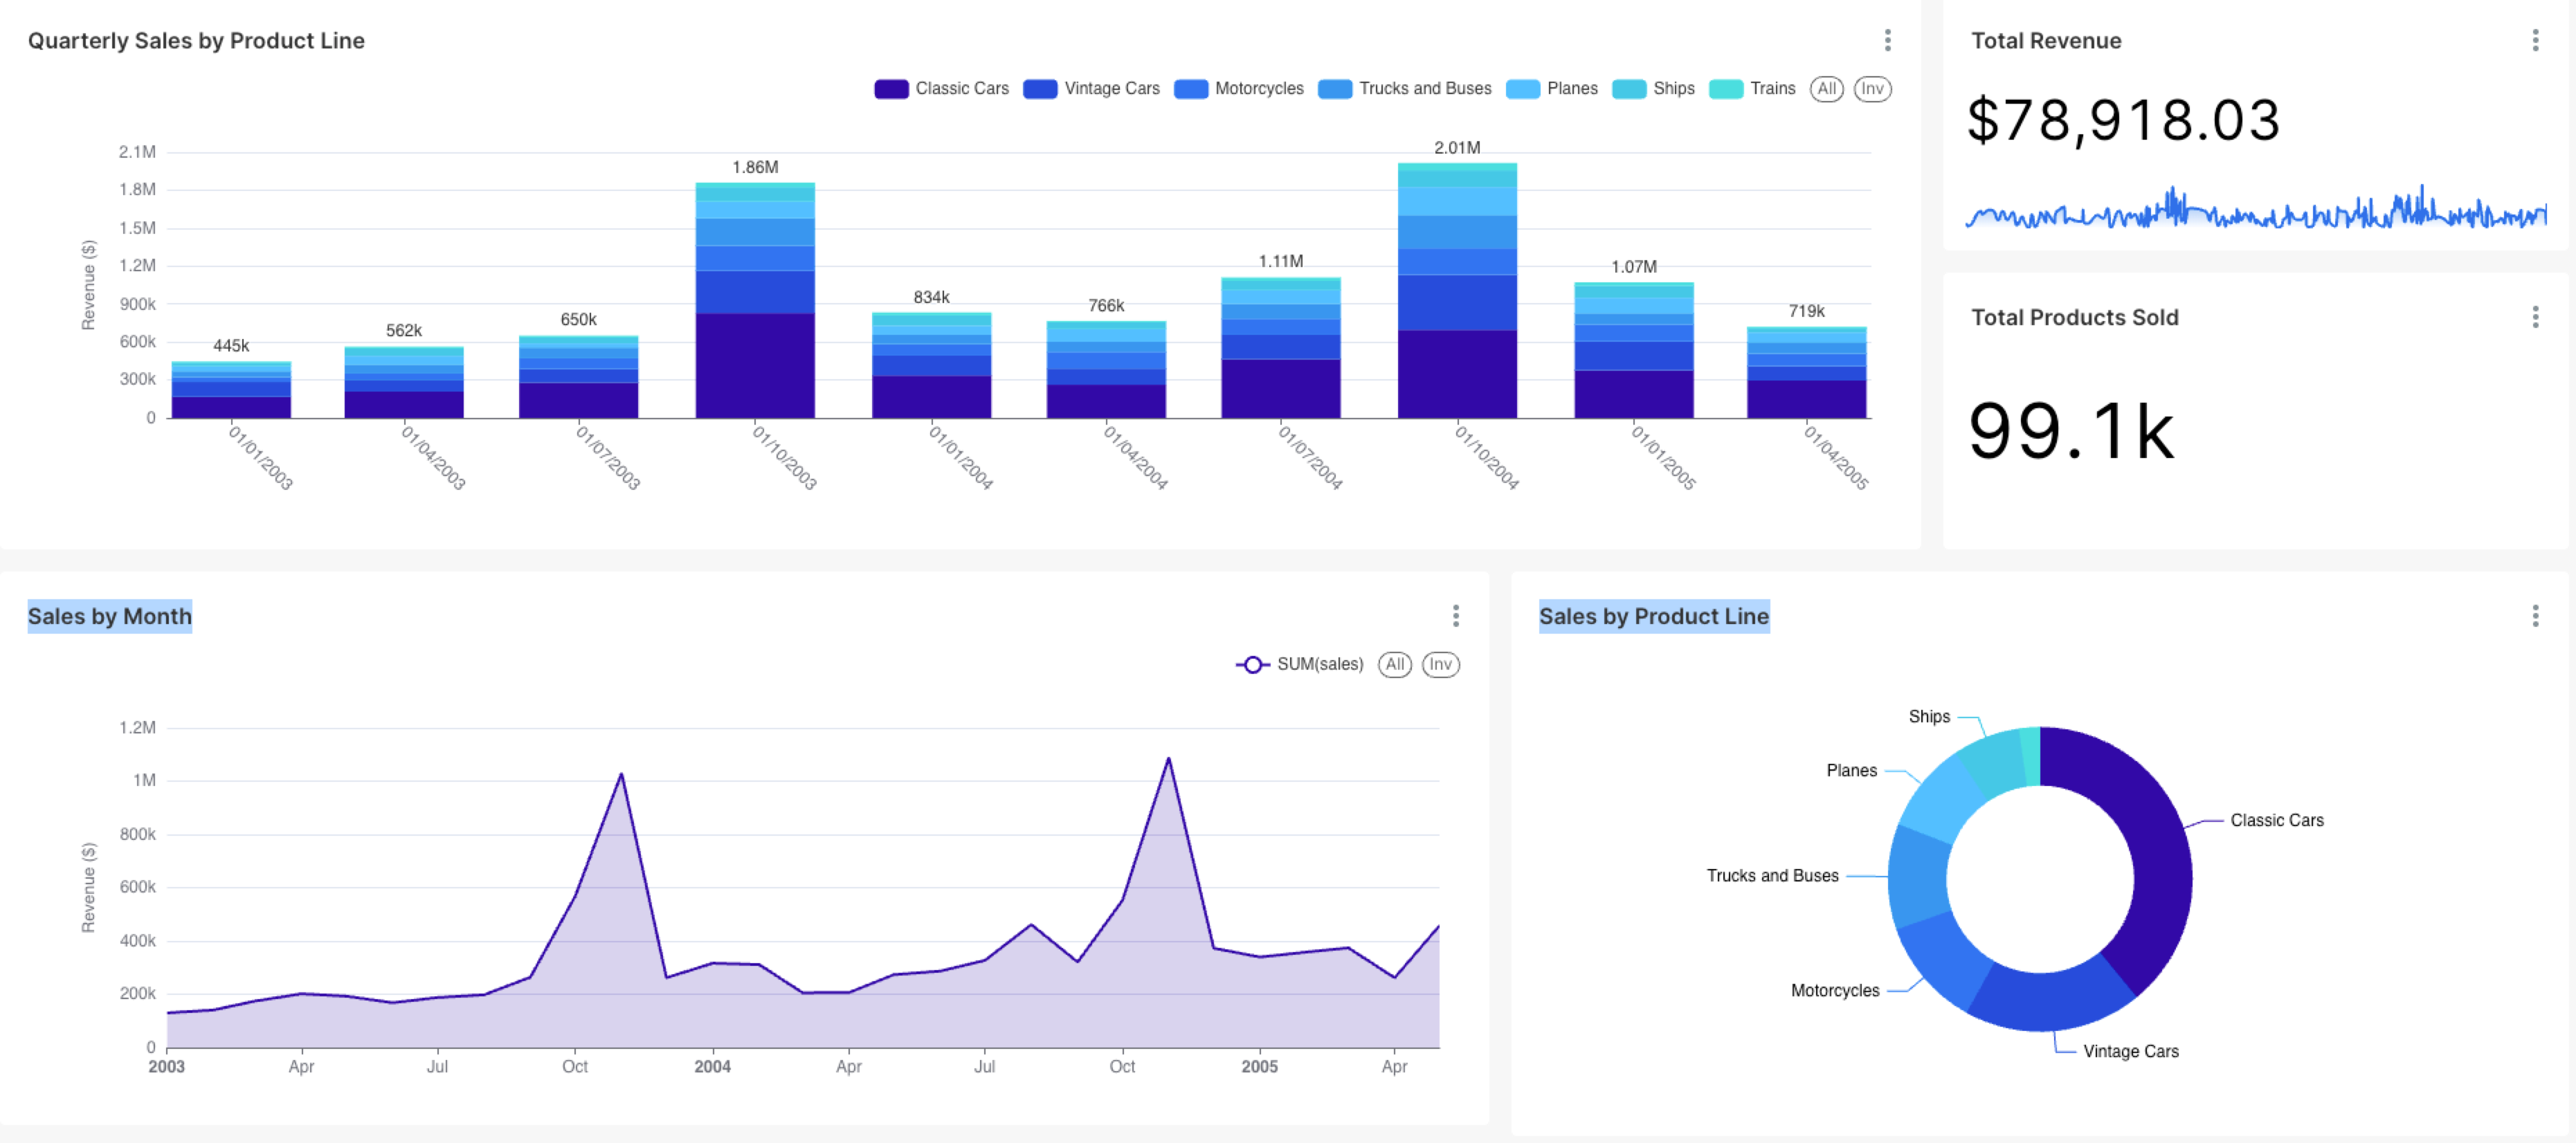 Quarterly Sales by Product Line
Classic Cars Vintage Cars Motorcycles Trucks and Buses Planes Ships Trains All Inv
Revenue ($)
2.1M
1.8M
1.5M
1.2M
900k
600k
300k
0
445k
562k
650k
1.86M
834k
766k
1.11M
2.01M
1.07M
719k
01/01/2003
01/04/2003
01/07/2003
01/10/2003
01/01/2004
01/04/2004
01/07/2004
01/10/2004
01/01/2005
01/04/2005
Total Revenue
$78,918.03
Total Products Sold
99.1k
Sales by Month
SUM(sales) All Inv
Revenue ($)
1.2M
1M
800k
600k
400k
200k
0
2003 Apr Jul Oct 2004 Apr Jul Oct 2005 Apr
Sales by Product Line
Ships
Planes
Classic Cars
Trucks and Buses
Motorcycles
Vintage Cars